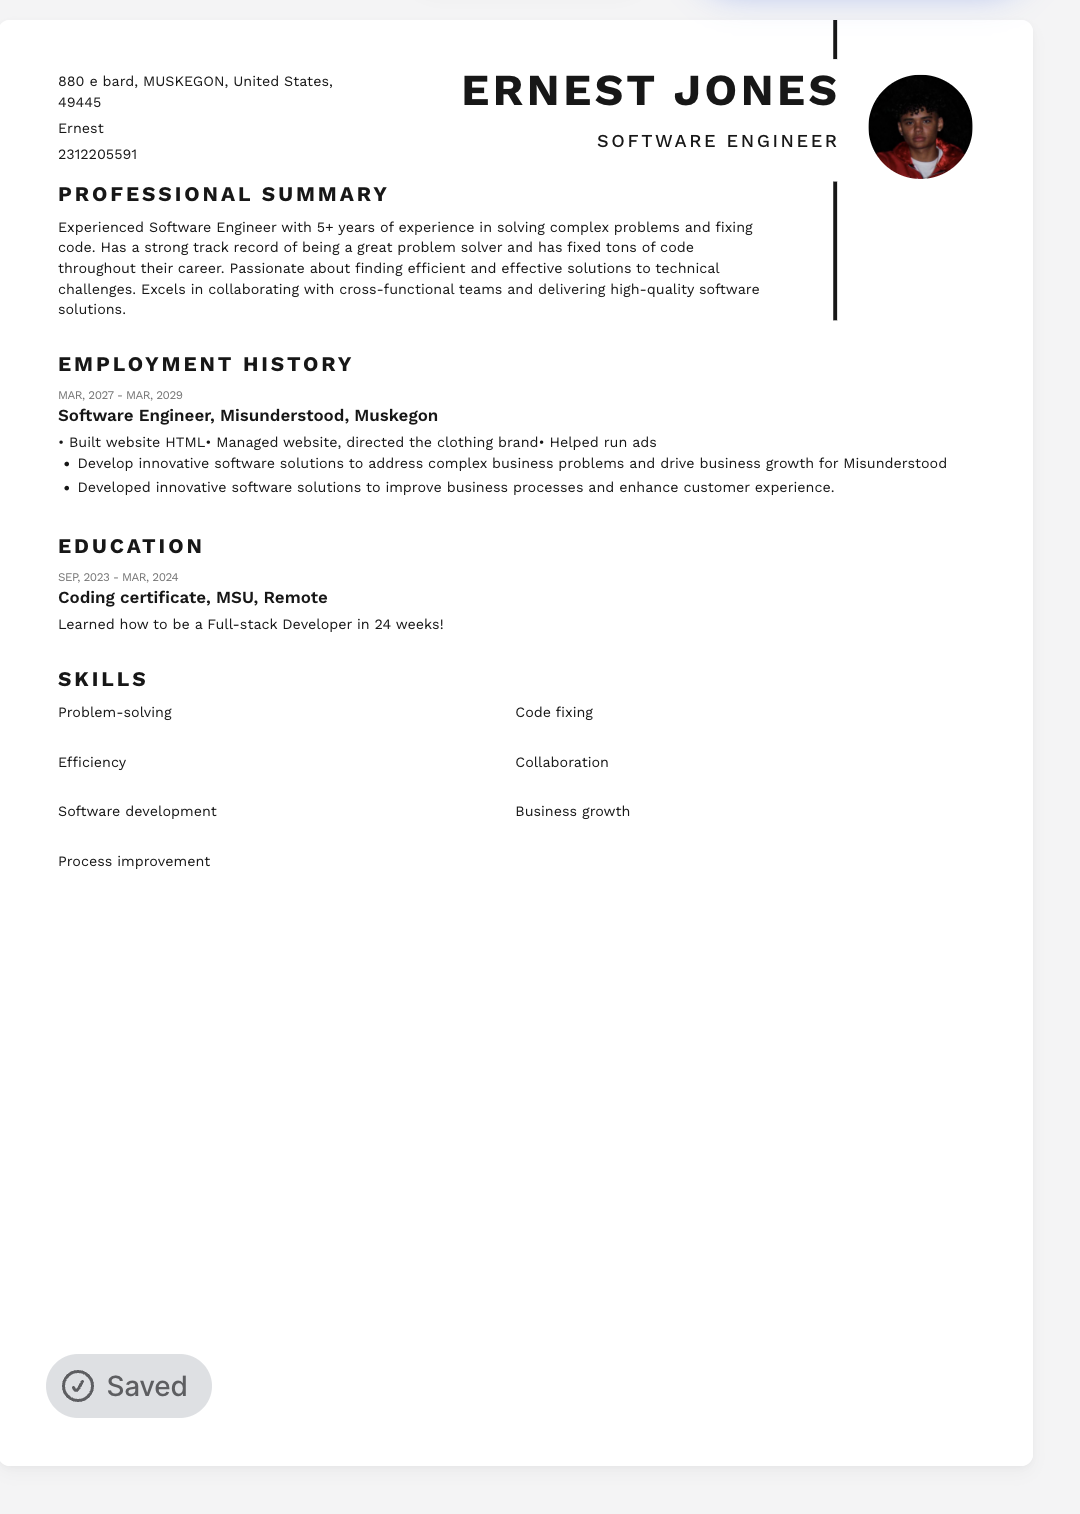 880 e bard, MUSKEGON, United States,
49445
Ernest
2312205591
ERNEST JONES
SOFTWARE ENGINEER
PROFESSIONAL SUMMARY
Experienced Software Engineer with 5+ years of experience in solving complex problems and fixing
code. Has a strong track record of being a great problem solver and has fixed tons of code
throughout their career. Passionate about finding efficient and effective solutions to technical
challenges. Excels in collaborating with cross-functional teams and delivering high-quality software
solutions.
EMPLOYMENT HISTORY
MAR, 2027 - MAR, 2029
Software Engineer, Misunderstood, Muskegon
• Built website HTML• Managed website, directed the clothing brand• Helped run ads
• Develop innovative software solutions to address complex business problems and drive business growth for Misunderstood
• Developed innovative software solutions to improve business processes and enhance customer experience.
EDUCATION
SEP, 2023 - MAR, 2024
Coding certificate, MSU, Remote
Learned how to be a Full-stack Developer in 24 weeks!
SKILLS
Problem-solving
Code fixing
Efficiency
Collaboration
Software development
Business growth
Process improvement
Saved